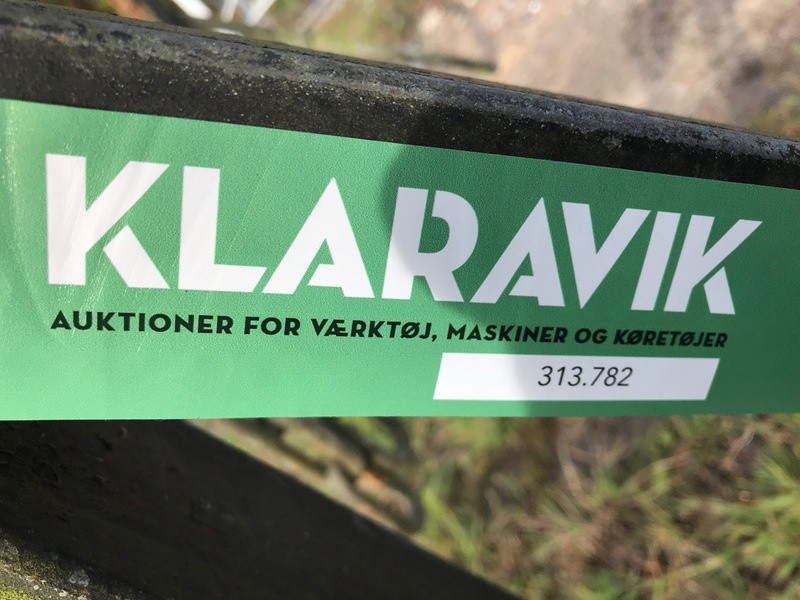 KLARAVIK
AUKTIONER FOR VÆRKTØJ, MASKINER OG KØRETØJER
313.782